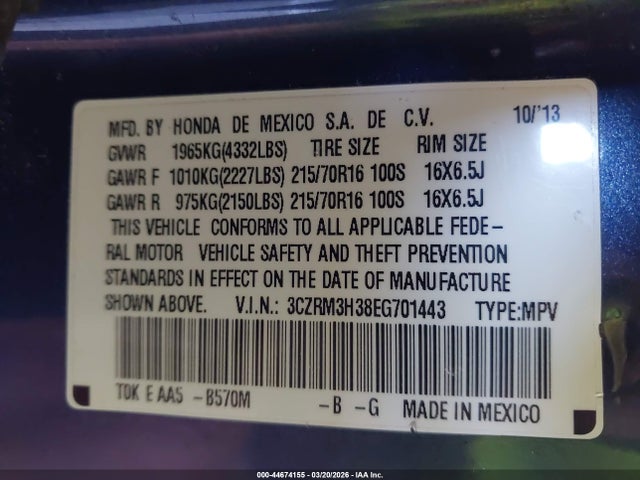 MFD. BY HONDA DE MEXICO S.A. DE C.V. 10/'13
GVWR 1965KG(4332LBS) TIRE SIZE RIM SIZE
GAWR F 1010KG(2227LBS) 215/70R16 100S 16X6.5J
GAWR R 975KG(2150LBS) 215/70R16 100S 16X6.5J
THIS VEHICLE CONFORMS TO ALL APPLICABLE FEDE-
RAL MOTOR VEHICLE SAFETY AND THEFT PREVENTION
STANDARDS IN EFFECT ON THE DATE OF MANUFACTURE
SHOWN ABOVE. V.I.N.: 3CZRM3H38EG701443 TYPE:MPV
T0K E AA5 -B570M -B -G MADE IN MEXICO
000-44674155 - 03/20/2026 - IAA Inc.